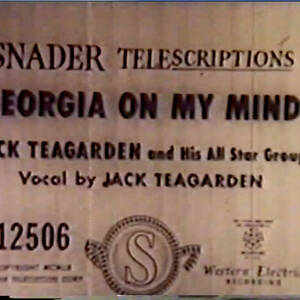 SNADER TELESCRIPTIONS
EORGIA ON MY MIND
CK TEAGARDEN and His All Star Group
Vocal by JACK TEAGARDEN
12506
S
COPYRIGHT
Western Electric
RECORDING